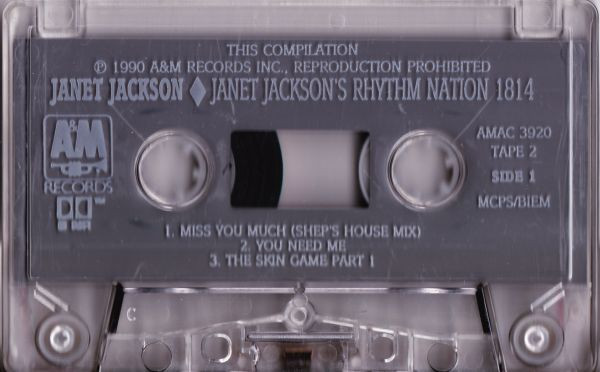 THIS COMPILATION
℗ 1990 A&M RECORDS INC., REPRODUCTION PROHIBITED
JANET JACKSON ♦ JANET JACKSON'S RHYTHM NATION 1814
A&M
RECORDS
AMAC 3920
TAPE 2
SIDE 1
MCPS/BIEM
B NR
1. MISS YOU MUCH (SHEP'S HOUSE MIX)
2. YOU NEED ME
3. THE SKIN GAME PART 1
C